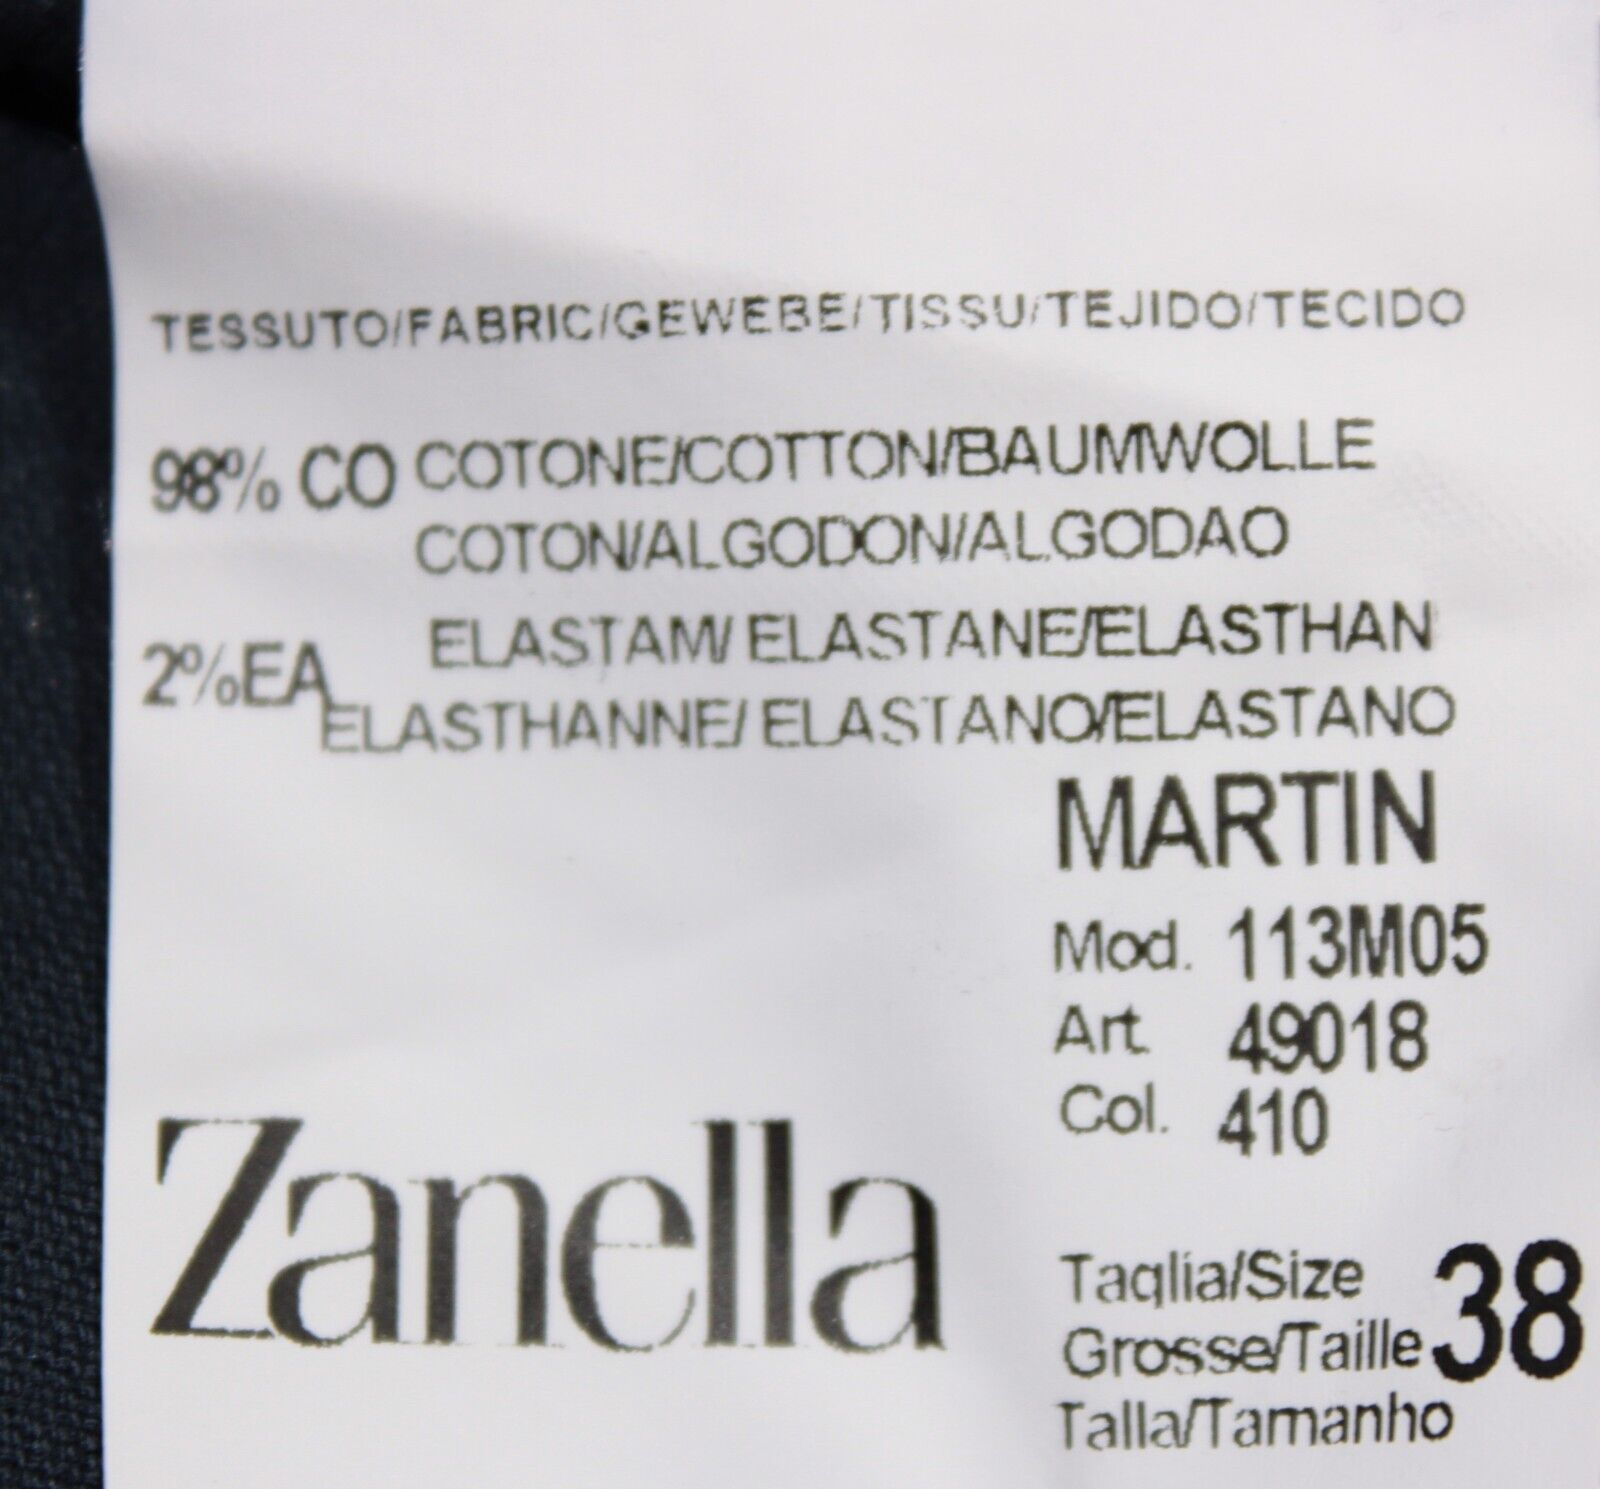 TESSUTO/FABRIC/GEWEBE/TISSU/TEJIDO/TECIDO
98% CO COTONE/COTTON/BAUMWOLLE
COTON/ALGODON/ALGODAO
2%EA ELASTAM/ ELASTANE/ELASTHAN
ELASTHANNE/ ELASTANO/ELASTANO
MARTIN
Mod. 113M05
Art. 49018
Col. 410
Zanella
Taglia/Size
Grosse/Taille 38
Talla/Tamanho